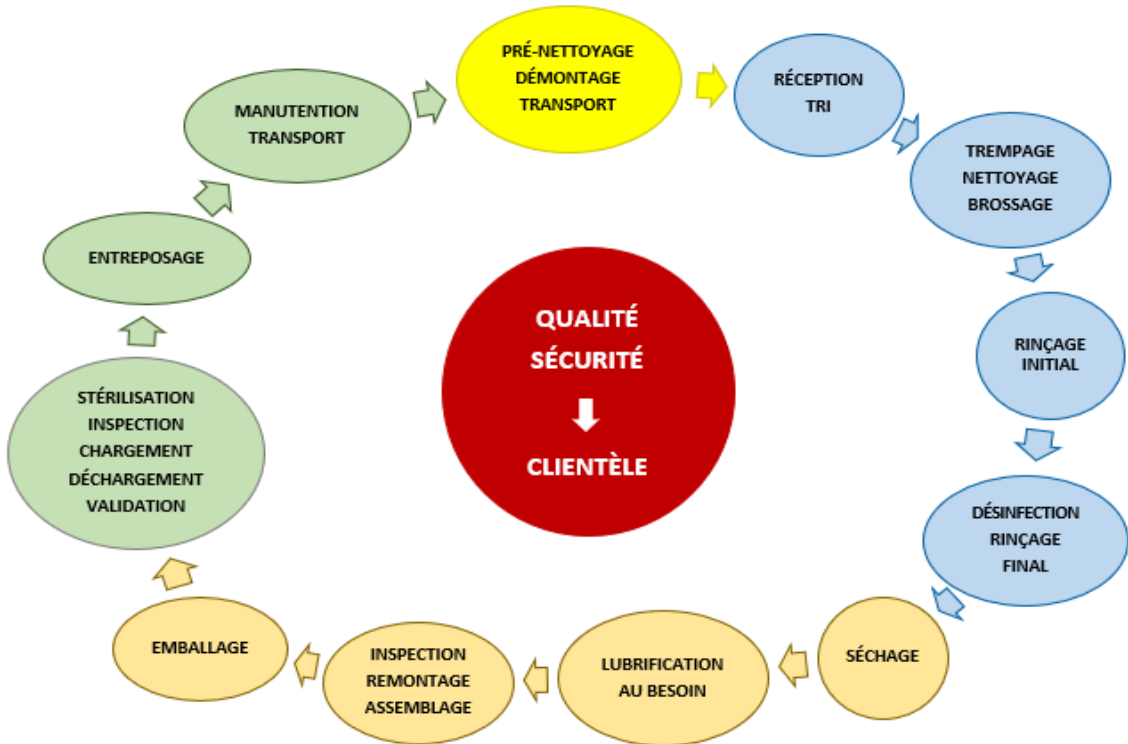 PRÉ-NETTOYAGE
DÉMONTAGE
TRANSPORT
RÉCEPTION
TRI
TREMPAGE
NETTOYAGE
BROSSAGE
RINÇAGE
INITIAL
DÉSINFECTION
RINÇAGE
FINAL
SÉCHAGE
LUBRIFICATION
AU BESOIN
INSPECTION
REMONTAGE
ASSEMBLAGE
EMBALLAGE
STÉRILISATION
INSPECTION
CHARGEMENT
DÉCHARGEMENT
VALIDATION
ENTREPOSAGE
MANUTENTION
TRANSPORT
QUALITÉ
SÉCURITÉ
CLIENTÈLE